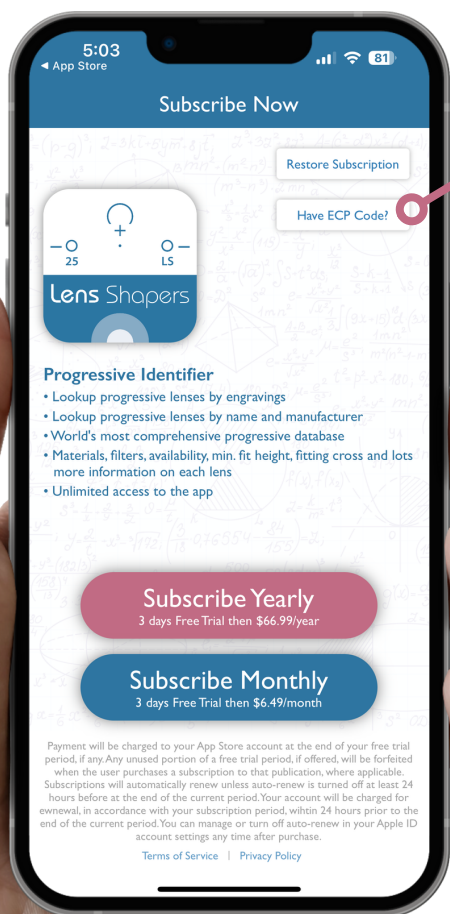 5:03
◀ App Store
81
Subscribe Now
Restore Subscription
Have ECP Code?
25
LS
Lens Shapers
Progressive Identifier
• Lookup progressive lenses by engravings
• Lookup progressive lenses by name and manufacturer
• World's most comprehensive progressive database
• Materials, filters, availability, min. fit height, fitting cross and lots
more information on each lens
• Unlimited access to the app
Subscribe Yearly
3 days Free Trial then $66.99/year
Subscribe Monthly
3 days Free Trial then $6.49/month
Payment will be charged to your App Store account at the end of your free trial
period, if any. Any unused portion of a free trial period, if offered, will be forfeited
when the user purchases a subscription to that publication, where applicable.
Subscriptions will automatically renew unless auto-renew is turned off at least 24
hours before at the end of the current period. Your account will be charged for
ewnewal, in accordance with your subscription period, wihtin 24 hours prior to the
end of the current period. You can manage or turn off auto-renew in your Apple ID
account settings any time after purchase.
Terms of Service | Privacy Policy